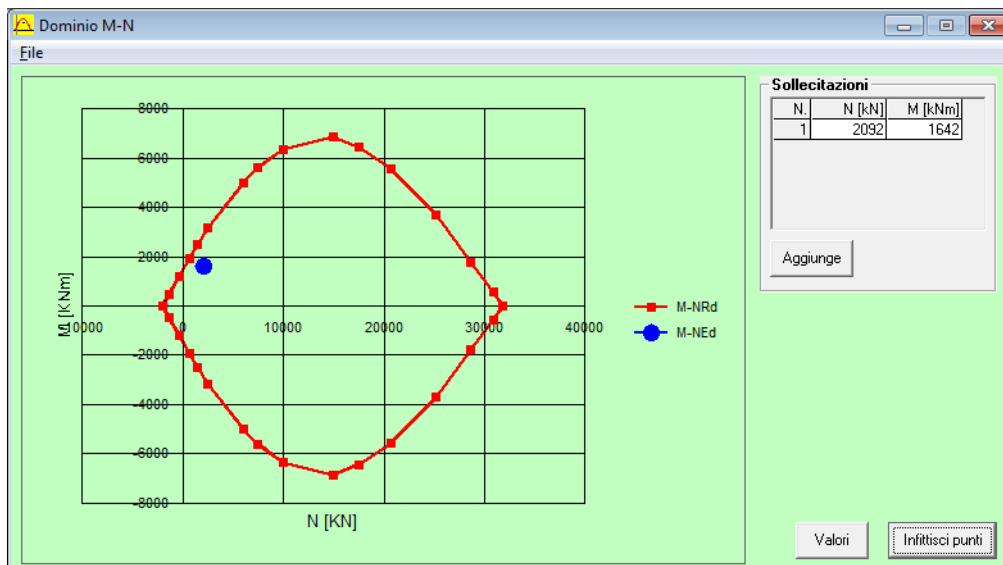 Dominio M-N
File
8000
6000
4000
2000
-10000 0 10000 20000 30000 40000
-2000
-4000
-6000
-8000
M [KNm]
N [KN]
M-NRd
M-NEd
Sollecitazioni
N. N [kN] M [kNm]
1 2092 1642
Aggiunge
Valori
Infittisci punti